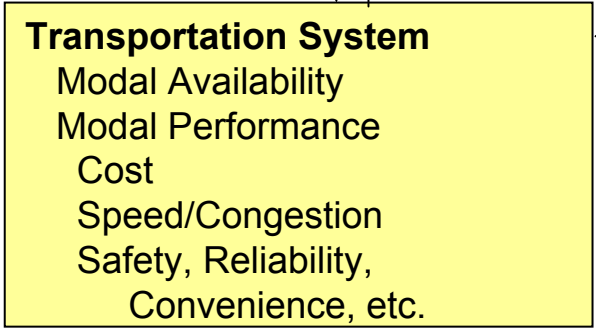 Transportation System
Modal Availability
Modal Performance
Cost
Speed/Congestion
Safety, Reliability,
Convenience, etc.